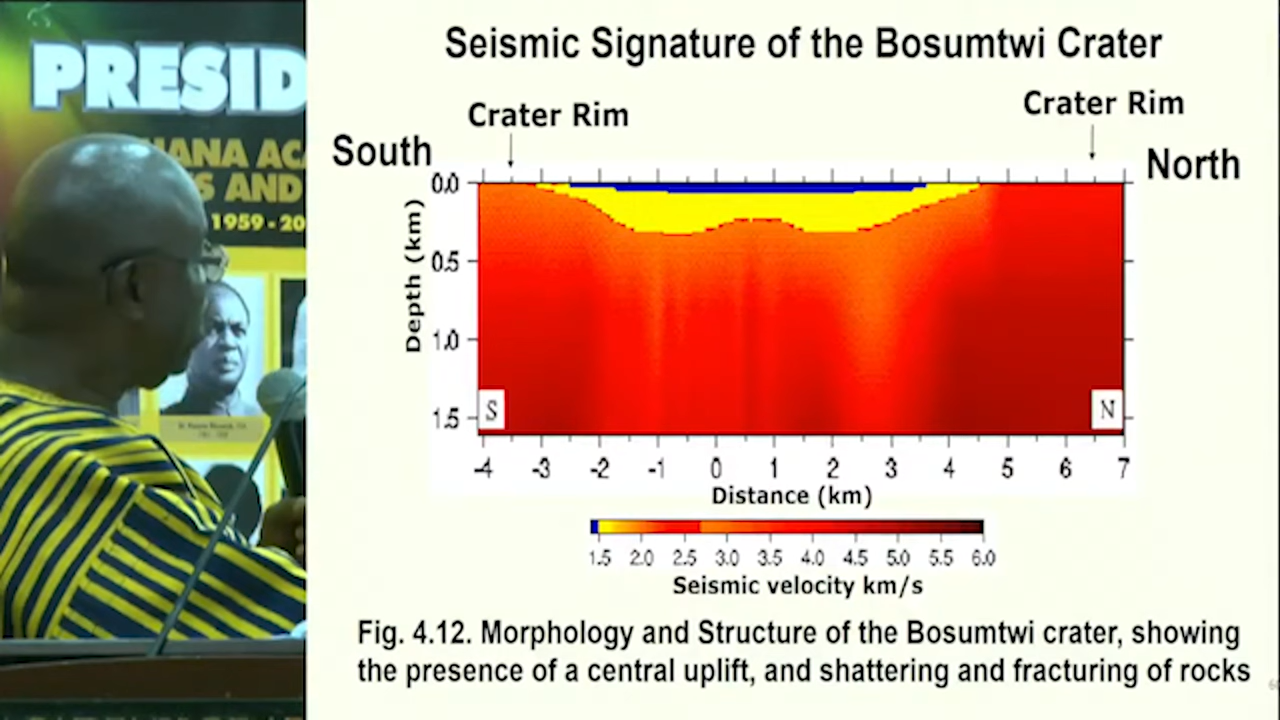 PRESID
HANA AC
S AND
1959 - 20
Seismic Signature of the Bosumtwi Crater
Crater Rim
Crater Rim
South
North
0.0
0.5
1.0
1.5
Depth (km)
S
N
-4 -3 -2 -1 0 1 2 3 4 5 6 7
Distance (km)
1.5 2.0 2.5 3.0 3.5 4.0 4.5 5.0 5.5 6.0
Seismic velocity km/s
Fig. 4.12. Morphology and Structure of the Bosumtwi crater, showing
the presence of a central uplift, and shattering and fracturing of rocks